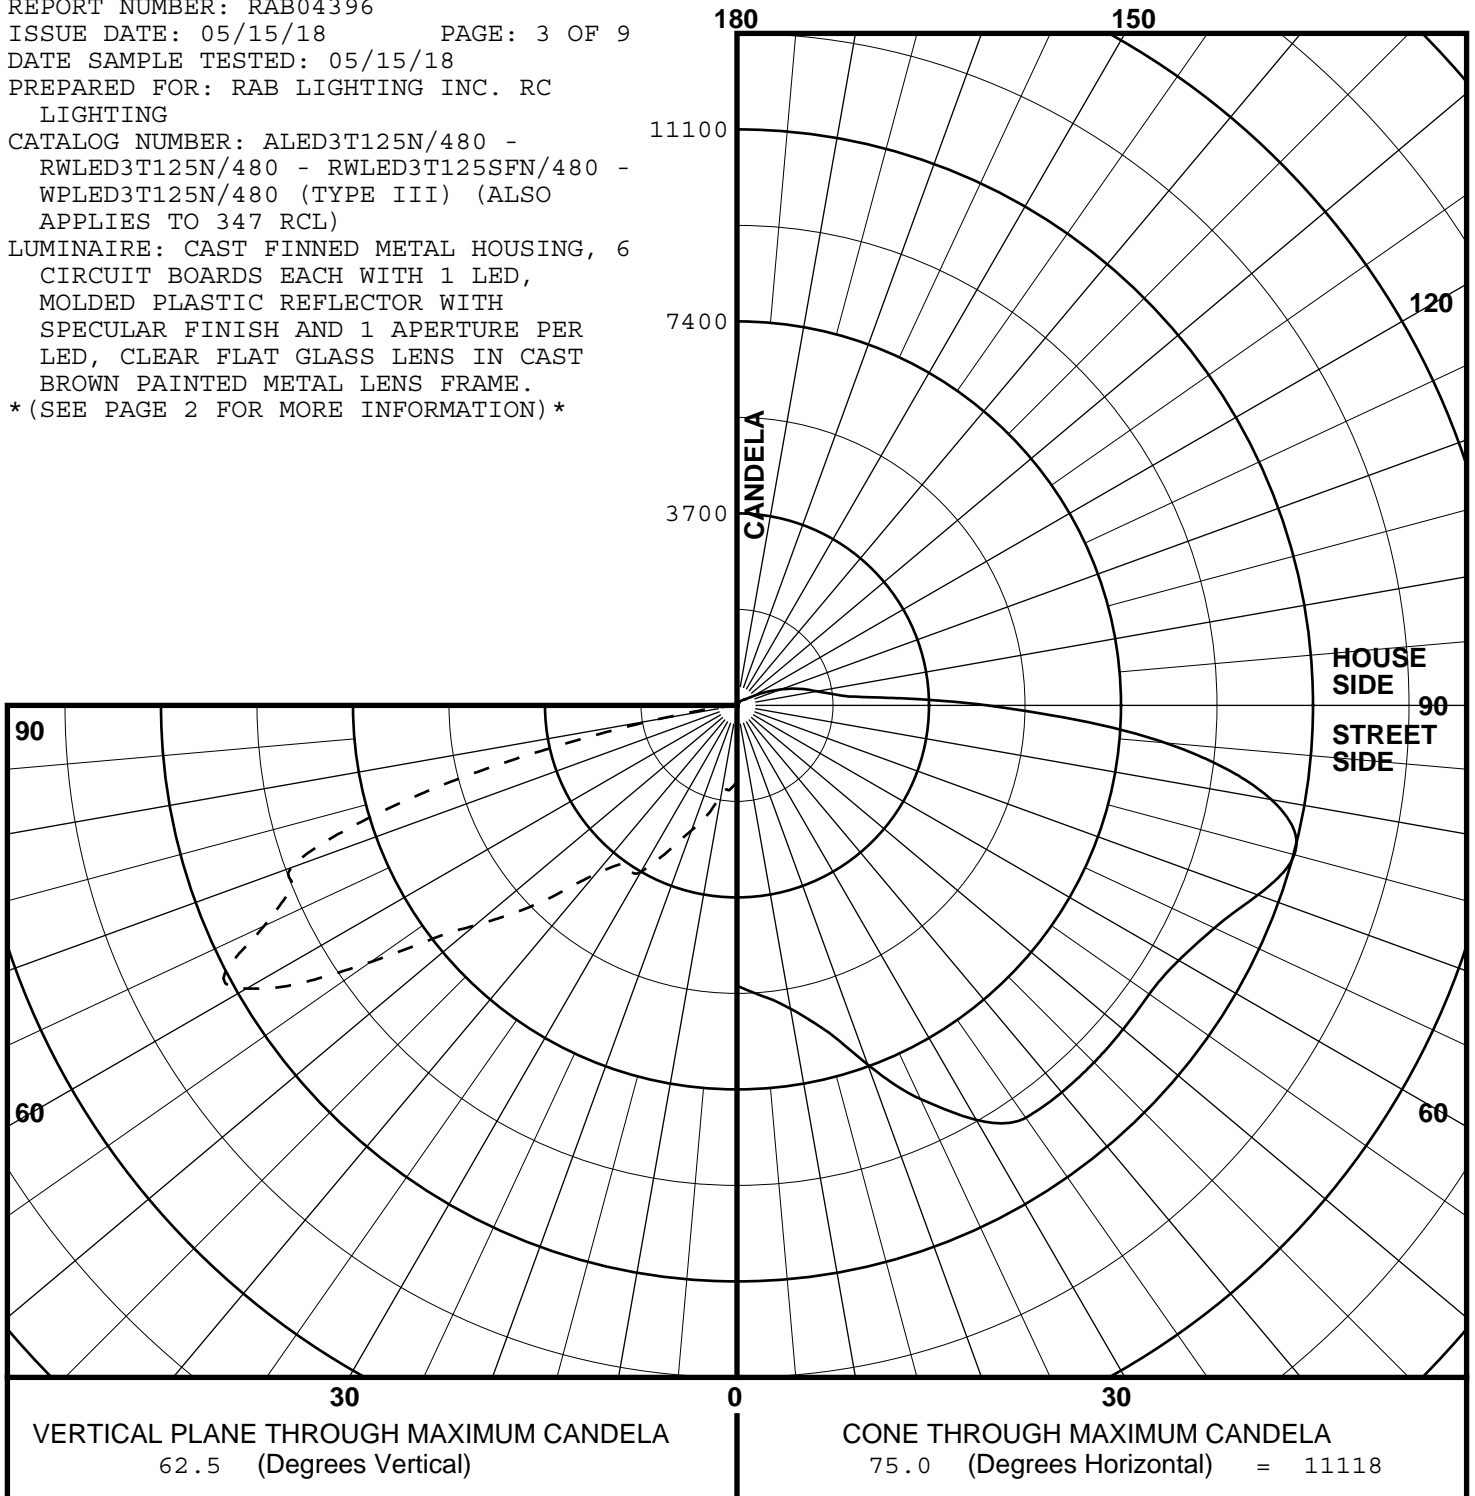 REPORT NUMBER: RAB04396
ISSUE DATE: 05/15/18 PAGE: 3 OF 9
DATE SAMPLE TESTED: 05/15/18
PREPARED FOR: RAB LIGHTING INC. RC
LIGHTING
CATALOG NUMBER: ALED3T125N/480 -
RWLED3T125N/480 - RWLED3T125SFN/480 -
WPLED3T125N/480 (TYPE III) (ALSO
APPLIES TO 347 RCL)
LUMINAIRE: CAST FINNED METAL HOUSING, 6
CIRCUIT BOARDS EACH WITH 1 LED,
MOLDED PLASTIC REFLECTOR WITH
SPECULAR FINISH AND 1 APERTURE PER
LED, CLEAR FLAT GLASS LENS IN CAST
BROWN PAINTED METAL LENS FRAME.
*(SEE PAGE 2 FOR MORE INFORMATION)*
180
150
11100
120
7400
CANDELA
3700
HOUSE
SIDE
90
90
STREET
SIDE
60
60
30
0
30
VERTICAL PLANE THROUGH MAXIMUM CANDELA
62.5 (Degrees Vertical)
CONE THROUGH MAXIMUM CANDELA
75.0 (Degrees Horizontal) = 11118